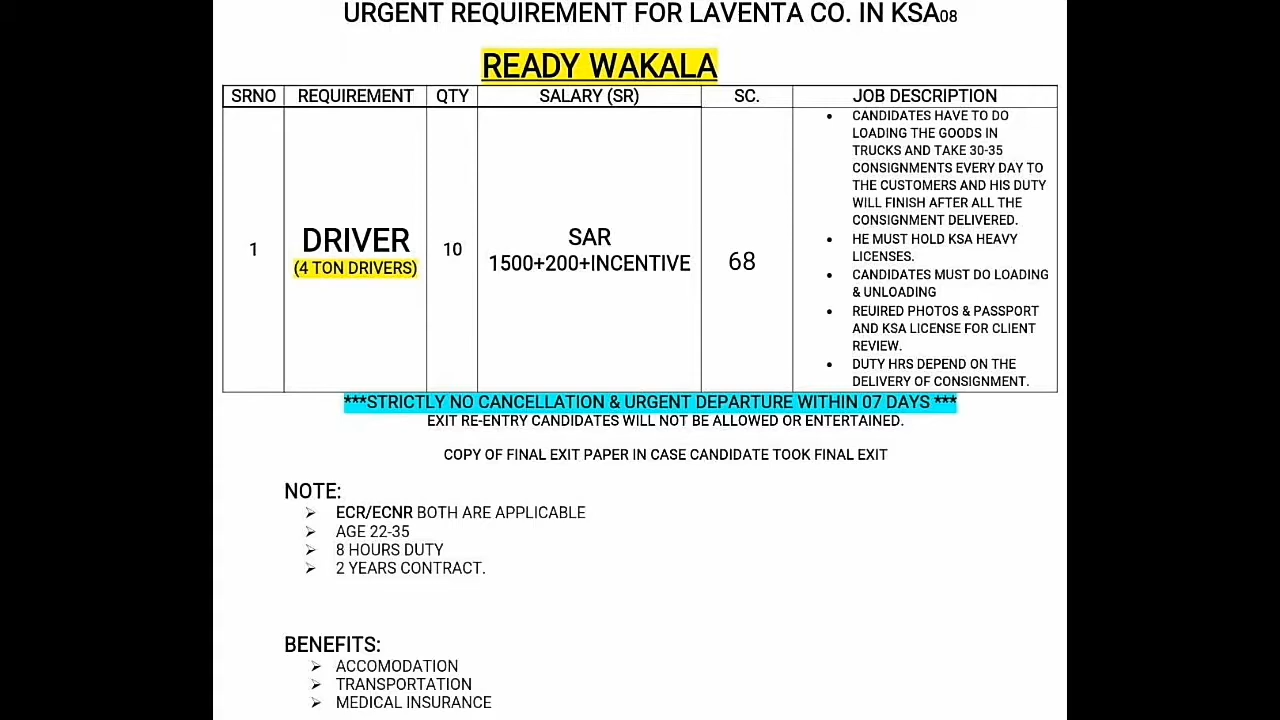 URGENT REQUIREMENT FOR LAVENTA CO. IN KSA08
READY WAKALA
SRNO REQUIREMENT QTY SALARY (SR) SC. JOB DESCRIPTION
1
DRIVER
(4 TON DRIVERS)
10
SAR
1500+200+INCENTIVE
68
• CANDIDATES HAVE TO DO
LOADING THE GOODS IN
TRUCKS AND TAKE 30-35
CONSIGNMENTS EVERY DAY TO
THE CUSTOMERS AND HIS DUTY
WILL FINISH AFTER ALL THE
CONSIGNMENT DELIVERED.
• HE MUST HOLD KSA HEAVY
LICENSES.
• CANDIDATES MUST DO LOADING
& UNLOADING
• REUIRED PHOTOS & PASSPORT
AND KSA LICENSE FOR CLIENT
REVIEW.
• DUTY HRS DEPEND ON THE
DELIVERY OF CONSIGNMENT.
***STRICTLY NO CANCELLATION & URGENT DEPARTURE WITHIN 07 DAYS ***
EXIT RE-ENTRY CANDIDATES WILL NOT BE ALLOWED OR ENTERTAINED.
COPY OF FINAL EXIT PAPER IN CASE CANDIDATE TOOK FINAL EXIT
NOTE:
➢ ECR/ECNR BOTH ARE APPLICABLE
➢ AGE 22-35
➢ 8 HOURS DUTY
➢ 2 YEARS CONTRACT.
BENEFITS:
➢ ACCOMODATION
➢ TRANSPORTATION
➢ MEDICAL INSURANCE